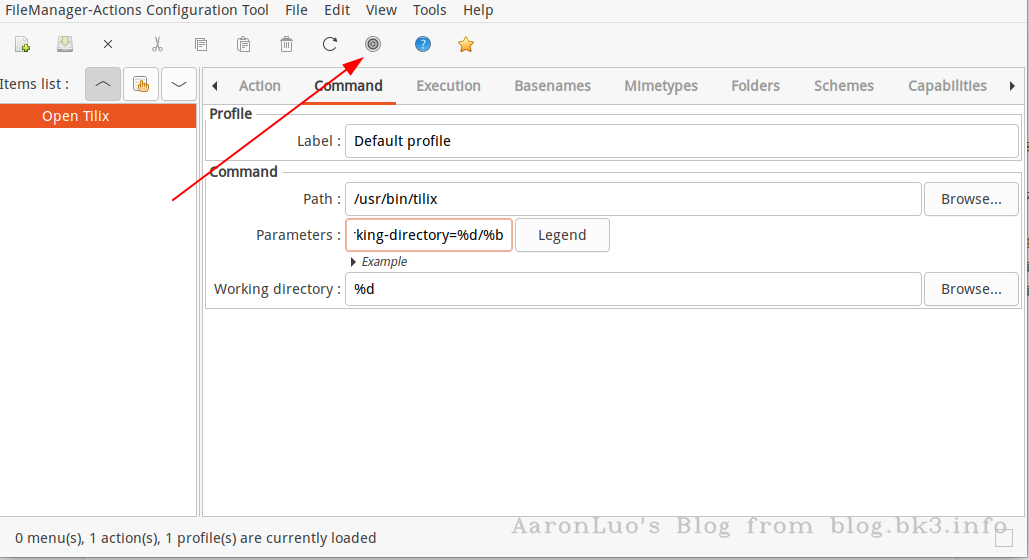 FileManager-Actions Configuration Tool File Edit View Tools Help
Items list :
Action Command Execution Basenames Mimetypes Folders Schemes Capabilities
Open Tilix
Profile
Label : Default profile
Command
Path : /usr/bin/tilix Browse...
Parameters : king-directory=%d/%b Legend
Example
Working directory : %d Browse...
AaronLuo's Blog from blog.bk3.info
0 menu(s), 1 action(s), 1 profile(s) are currently loaded